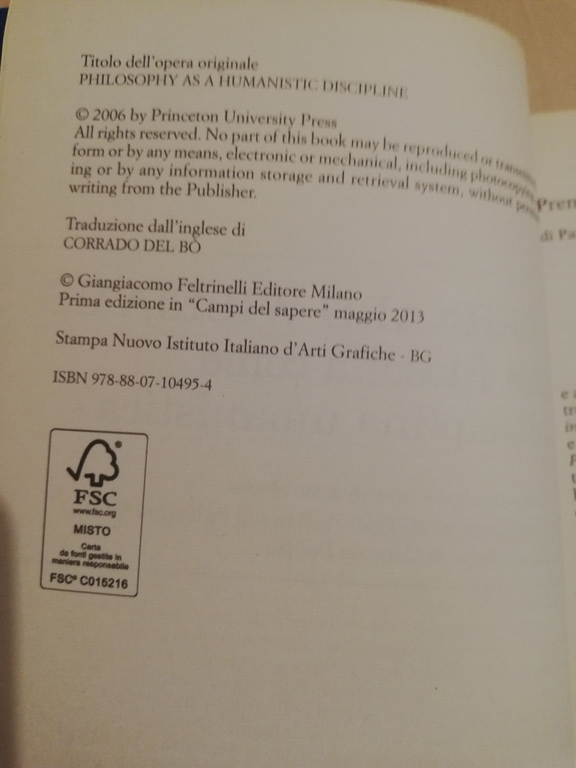 Titolo dell'opera originale
PHILOSOPHY AS A HUMANISTIC DISCIPLINE
© 2006 by Princeton University Press
All rights reserved. No part of this book may be reproduced or
form or by any means, electronic or mechanical, including photocopy-
ing or by any information storage and retrieval system, without
writing from the Publisher.
Traduzione dall'inglese di
CORRADO DEL BÒ
© Giangiacomo Feltrinelli Editore Milano
Prima edizione in "Campi del sapere" maggio 2013
Stampa Nuovo Istituto Italiano d'Arti Grafiche - BG
ISBN 978-88-07-10495-4
®
FSC
www.fsc.org
MISTO
Carta
da fonti gestite in
maniera responsabile
FSC® C015216
di